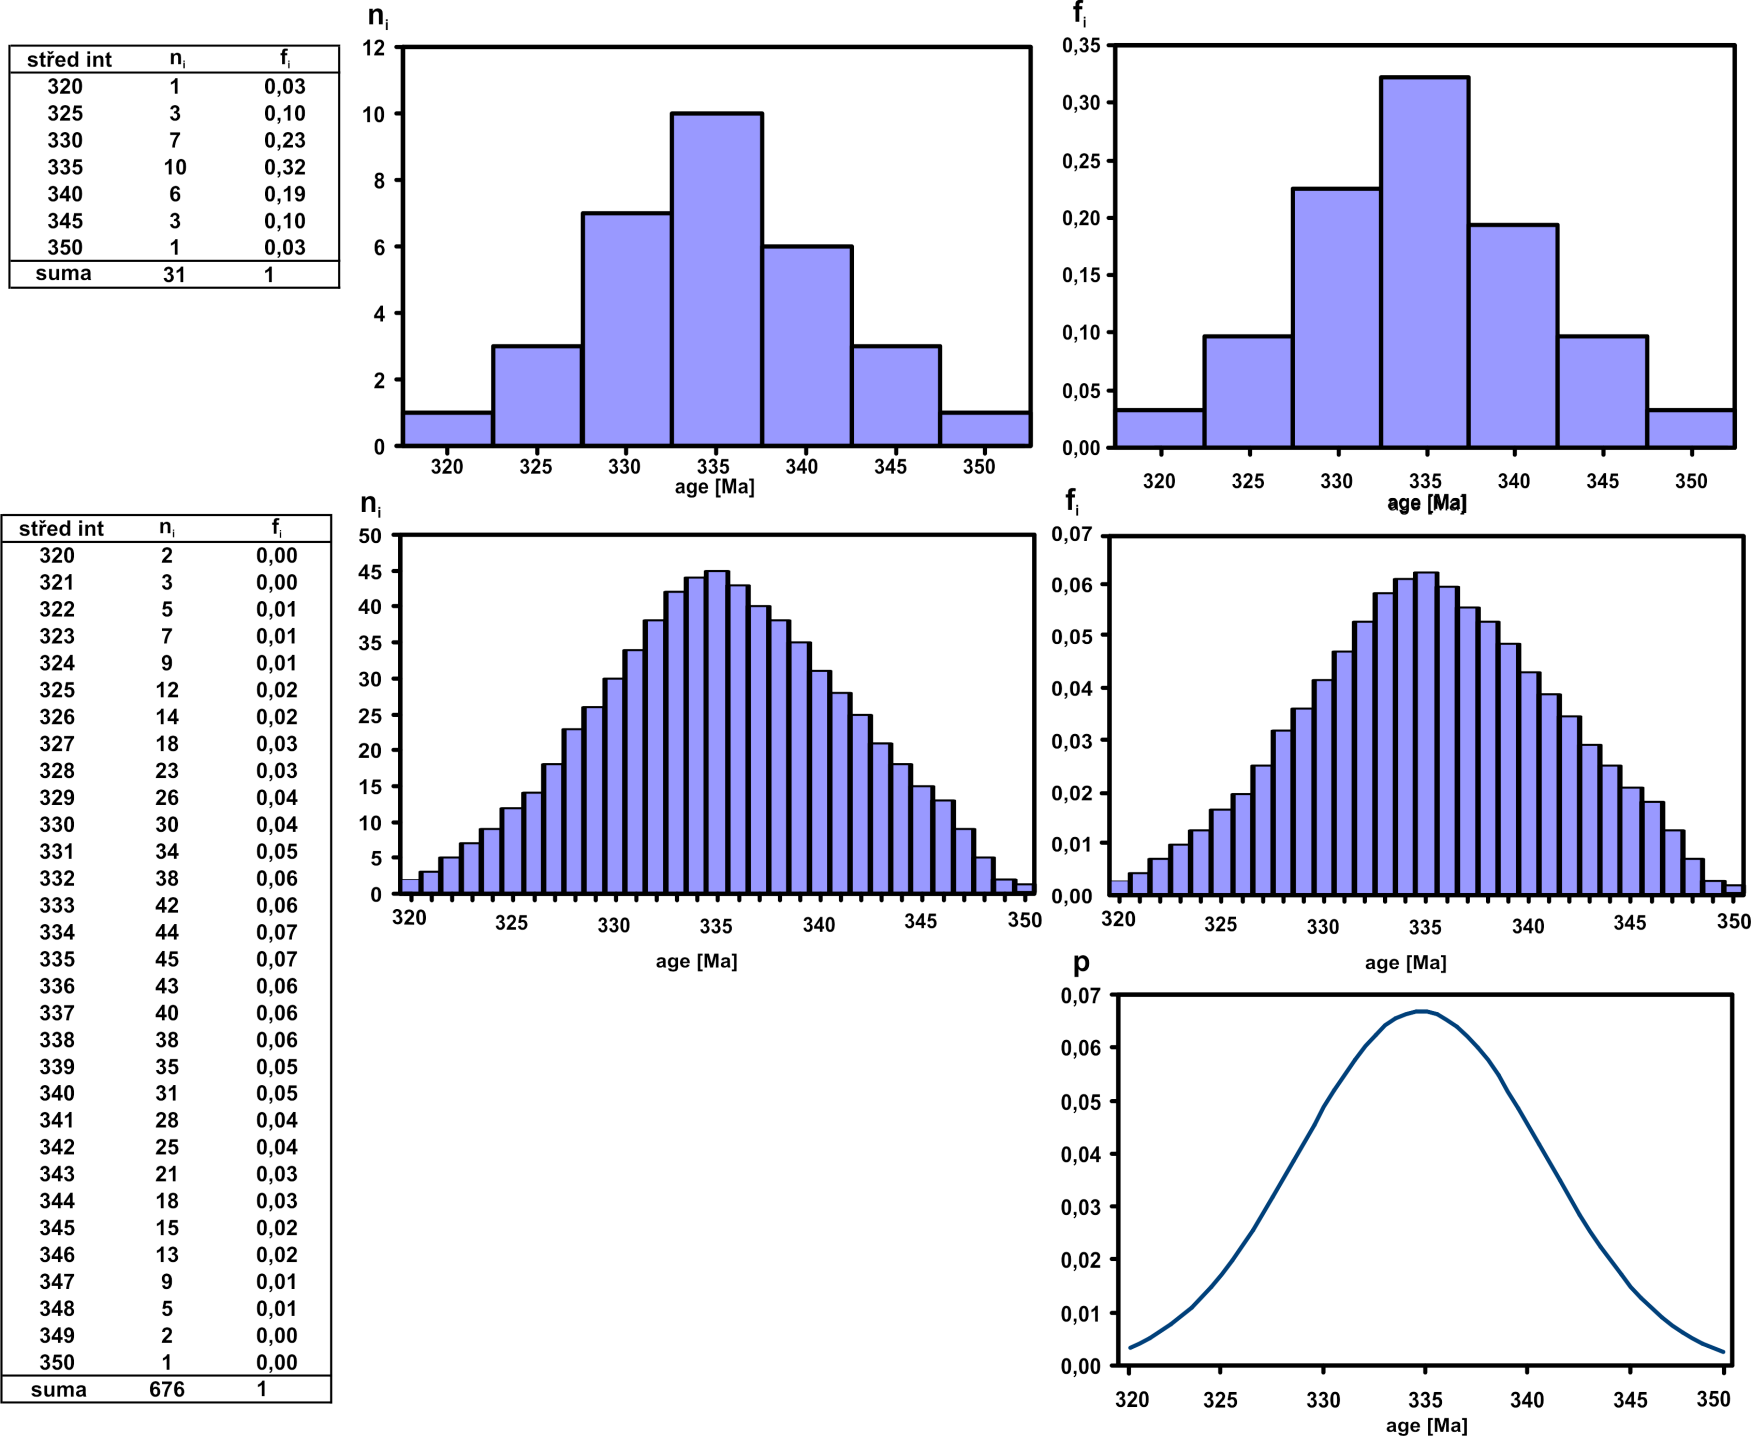 střed int ni fi
320 1 0,03
325 3 0,10
330 7 0,23
335 10 0,32
340 6 0,19
345 3 0,10
350 1 0,03
suma 31 1
ni
12
10
8
6
4
2
0
320 325 330 335 340 345 350
age [Ma]
fi
0,35
0,30
0,25
0,20
0,15
0,10
0,05
0,00
320 325 330 335 340 345 350
age [Ma]
střed int ni fi
320 2 0,00
321 3 0,00
322 5 0,01
323 7 0,01
324 9 0,01
325 12 0,02
326 14 0,02
327 18 0,03
328 23 0,03
329 26 0,04
330 30 0,04
331 34 0,05
332 38 0,06
333 42 0,06
334 44 0,07
335 45 0,07
336 43 0,06
337 40 0,06
338 38 0,06
339 35 0,05
340 31 0,05
341 28 0,04
342 25 0,04
343 21 0,03
344 18 0,03
345 15 0,02
346 13 0,02
347 9 0,01
348 5 0,01
349 2 0,00
350 1 0,00
suma 676 1
ni
50
45
40
35
30
25
20
15
10
5
0
320 325 330 335 340 345 350
age [Ma]
fi
0,07
0,06
0,05
0,04
0,03
0,02
0,01
0,00
320 325 330 335 340 345 350
age [Ma]
p
0,07
0,06
0,05
0,04
0,03
0,02
0,01
0,00
320 325 330 335 340 345 350
age [Ma]